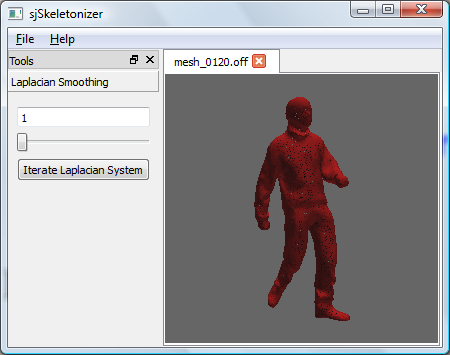 sjSkeletonizer
File Help
Tools
mesh_0120.off
Laplacian Smoothing
1
Iterate Laplacian System